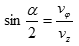 sin α/2 = v_φ/v_z